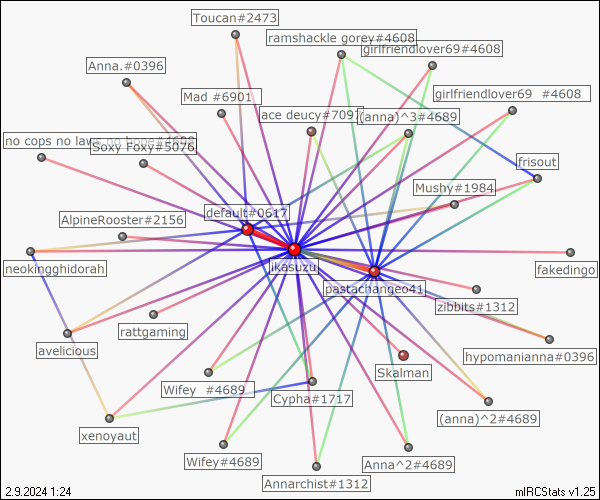 Toucan#2473
ramshackle gorey#4608
girlfriendlover69#4608
Anna.#0396
Mad #6901
girlfriendlover69 #4608
ace deucy#7097
(anna)^3#4689
no cops no laws no hope#4608
Soxy Foxy#5076
frisout
Mushy#1984
default#0617
AlpineRooster#2156
neokingghidorah
ikasuzu
fakedingo
pastachangeo41
zibbits#1312
rattgaming
avelicious
hypomanianna#0396
Skalman
Wifey #4689
Cypha#1717
(anna)^2#4689
xenoyaut
Wifey#4689
Anna^2#4689
Annarchist#1312
2.9.2024 1:24
mIRCStats v1.25